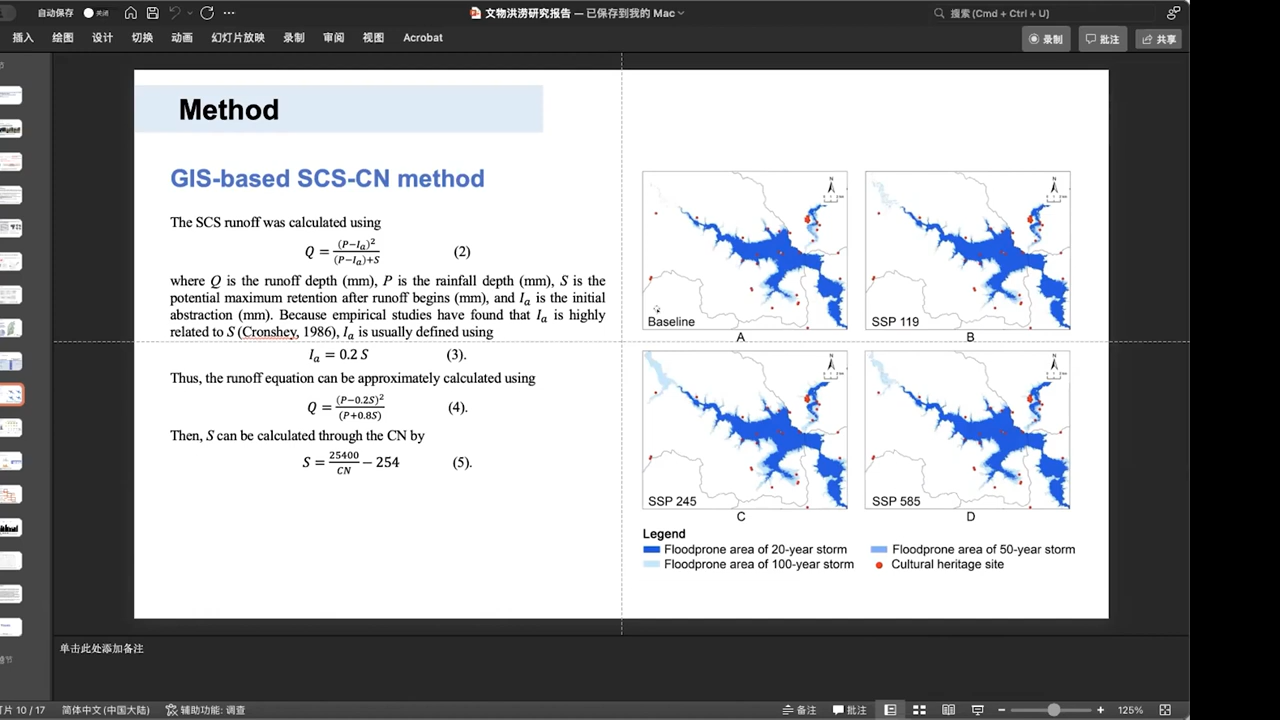 自动保存 关闭
文物洪涝研究报告 — 已保存到我的 Mac
搜索 (Cmd + Ctrl + U)
插入 绘图 设计 切换 动画 幻灯片放映 录制 审阅 视图 Acrobat
录制 批注 共享
Method
GIS-based SCS-CN method
The SCS runoff was calculated using
Q = (P−Iₐ)²/(P−Iₐ)+S (2)
where Q is the runoff depth (mm), P is the rainfall depth (mm), S is the
potential maximum retention after runoff begins (mm), and Iₐ is the initial
abstraction (mm). Because empirical studies have found that Iₐ is highly
related to S (Cronshey, 1986), Iₐ is usually defined using
Iₐ = 0.2 S (3).
Thus, the runoff equation can be approximately calculated using
Q = (P−0.2S)²/(P+0.8S) (4).
Then, S can be calculated through the CN by
S = 25400/CN − 254 (5).
N
Baseline
A
N
SSP 119
B
N
SSP 245
C
N
SSP 585
D
Legend
Floodprone area of 20-year storm
Floodprone area of 50-year storm
Floodprone area of 100-year storm
Cultural heritage site
单击此处添加备注
灯片 10 / 17 简体中文 (中国大陆) 辅助功能: 调查
备注 批注 125%